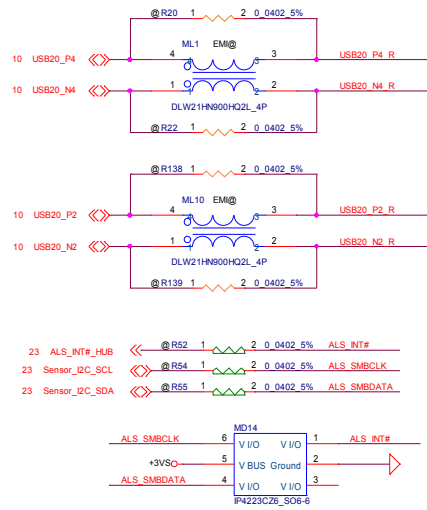 @R20 1 2 0_0402_5%
ML1 EMI@
10 USB20_P4 4 3 USB20_P4_R
10 USB20_N4 1 2 USB20_N4_R
DLW21HN900HQ2L_4P
@R22 1 2 0_0402_5%
@R138 1 2 0_0402_5%
ML10 EMI@
10 USB20_P2 4 3 USB20_P2_R
10 USB20_N2 1 2 USB20_N2_R
DLW21HN900HQ2L_4P
@R139 1 2 0_0402_5%
23 ALS_INT#_HUB @R52 1 2 0_0402_5% ALS_INT#
23 Sensor_I2C_SCL @R54 1 2 0_0402_5% ALS_SMBCLK
23 Sensor_I2C_SDA @R55 1 2 0_0402_5% ALS_SMBDATA
MD14
ALS_SMBCLK 6 V I/O V I/O 1 ALS_INT#
+3VS 5 V BUS Ground 2
ALS_SMBDATA 4 V I/O V I/O 3
IP4223CZ6_SO6-6